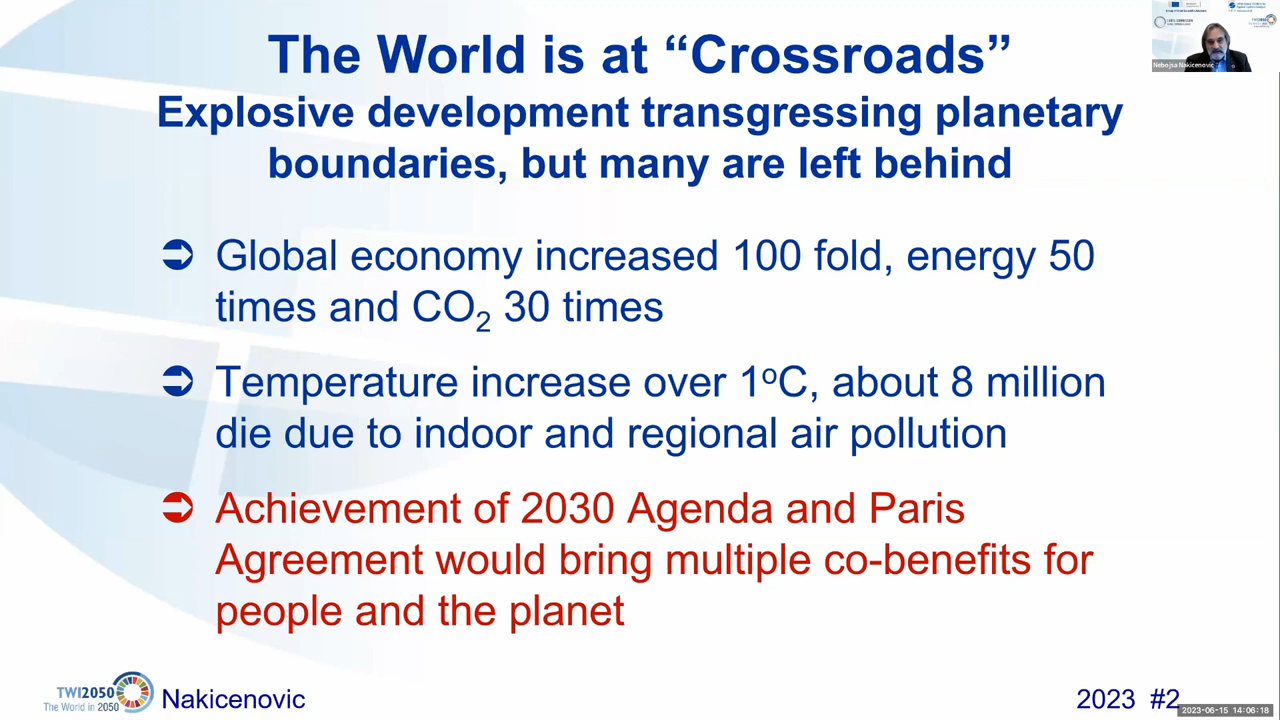 The World is at “Crossroads”
Explosive development transgressing planetary
boundaries, but many are left behind
➲ Global economy increased 100 fold, energy 50
times and CO₂ 30 times
➲ Temperature increase over 1ºC, about 8 million
die due to indoor and regional air pollution
➲ Achievement of 2030 Agenda and Paris
Agreement would bring multiple co-benefits for
people and the planet
TWI2050
The World in 2050
Nakicenovic
2023 #2
2023-06-15 14:06:18
Nebojsa Nakicenovic